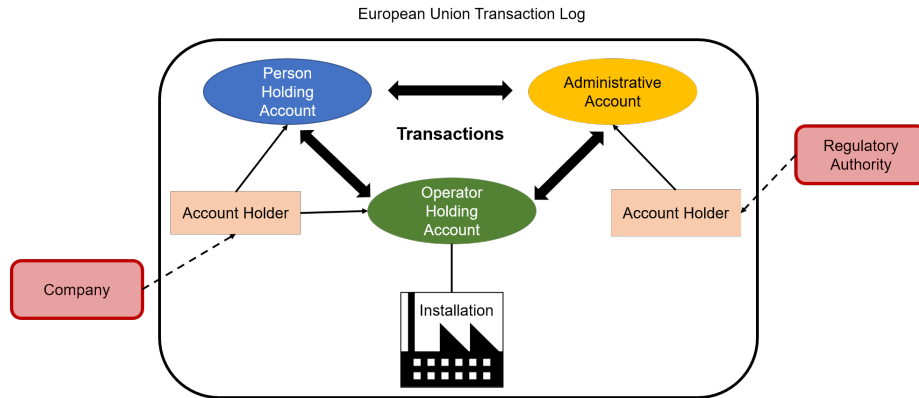 European Union Transaction Log
Person
Holding
Account
Administrative
Account
Transactions
Regulatory
Authority
Account Holder
Operator
Holding
Account
Account Holder
Company
Installation